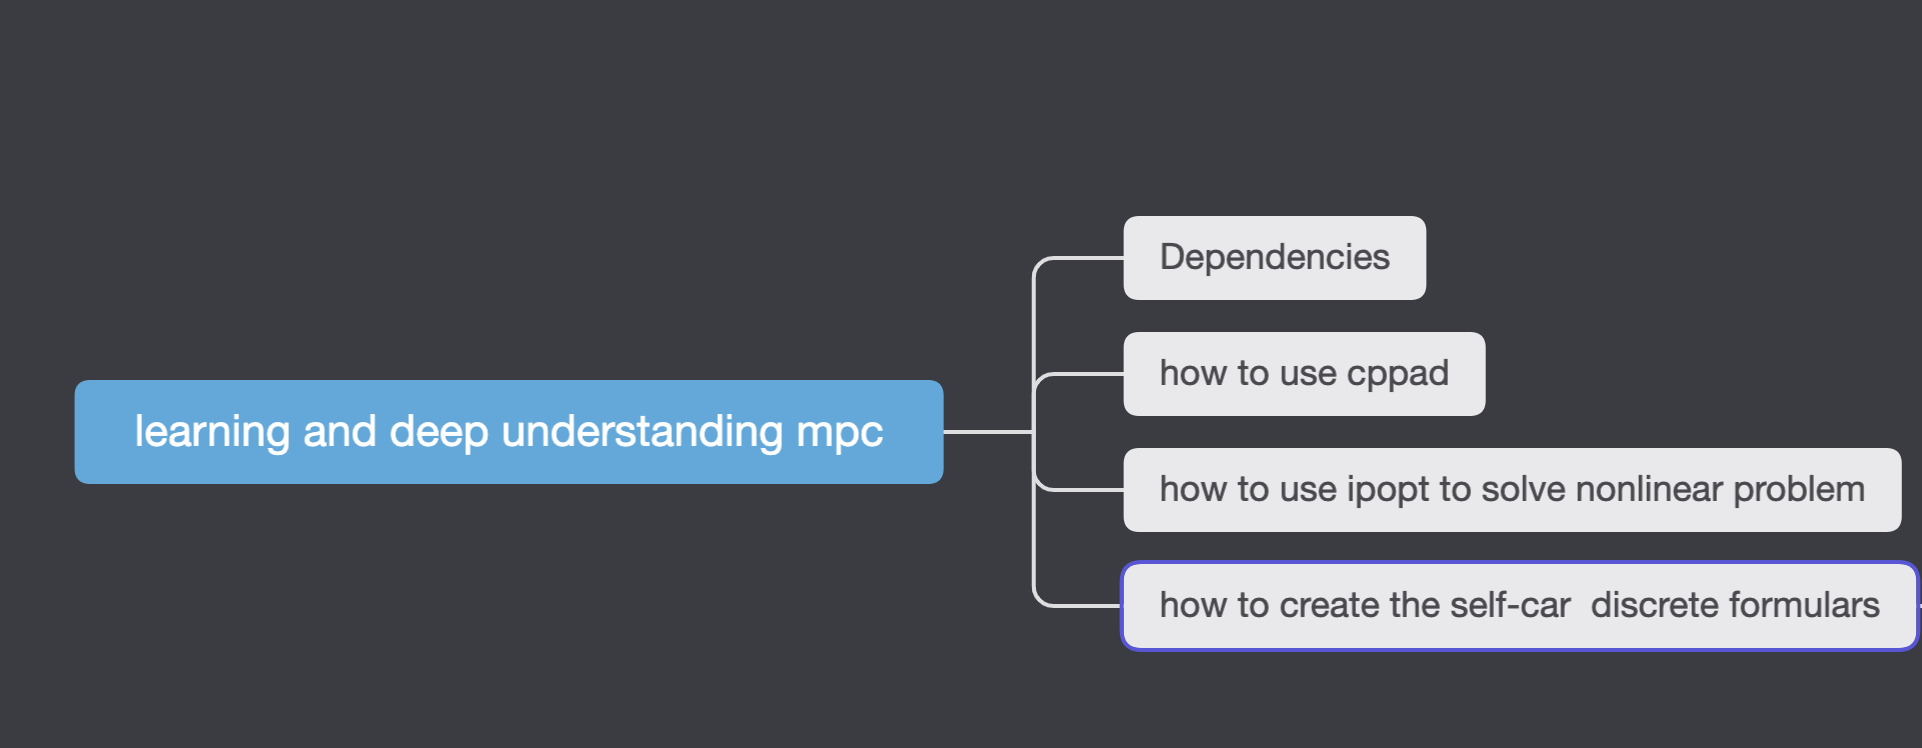 learning and deep understanding mpc
Dependencies
how to use cppad
how to use ipopt to solve nonlinear problem
how to create the self-car  discrete formulars